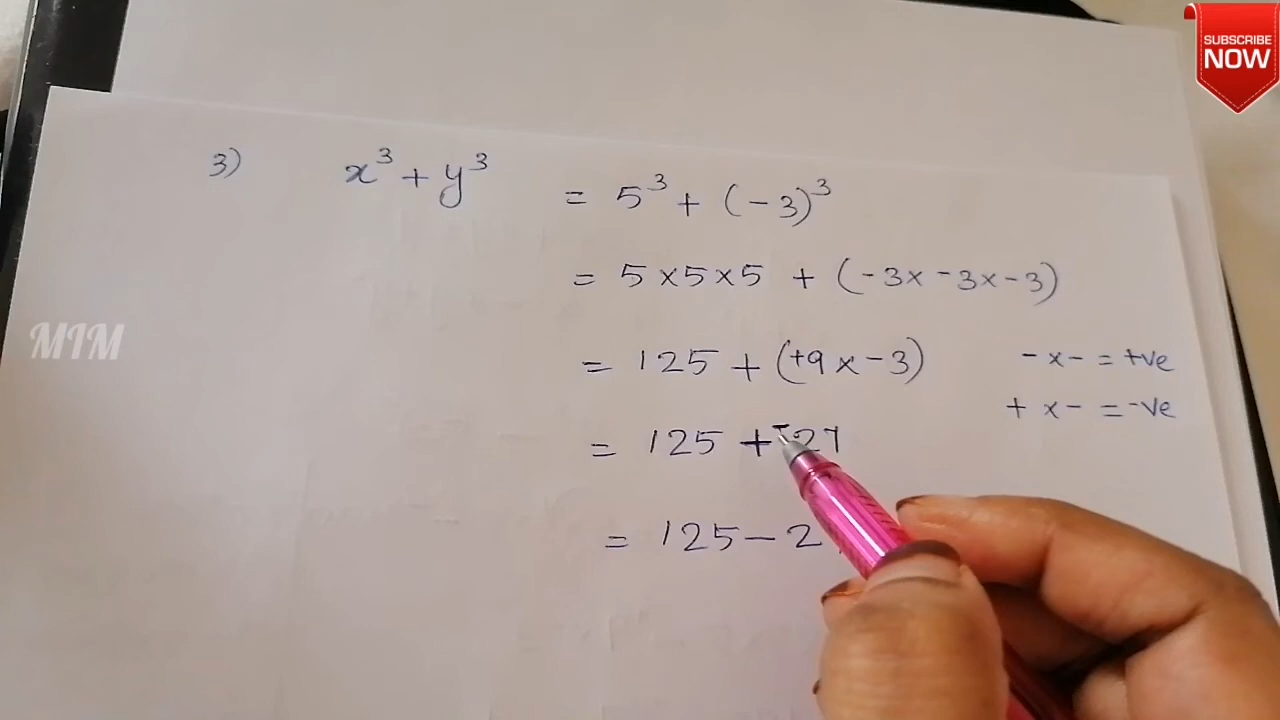 SUBSCRIBE
NOW
3) x³ + y³ = 5³ + (-3)³
= 5 × 5 × 5 + (-3 × -3 × -3)
MIM
= 125 + (+9 × -3) - × - = +ve
+ × - = -ve
= 125 + -27
= 125 - 2